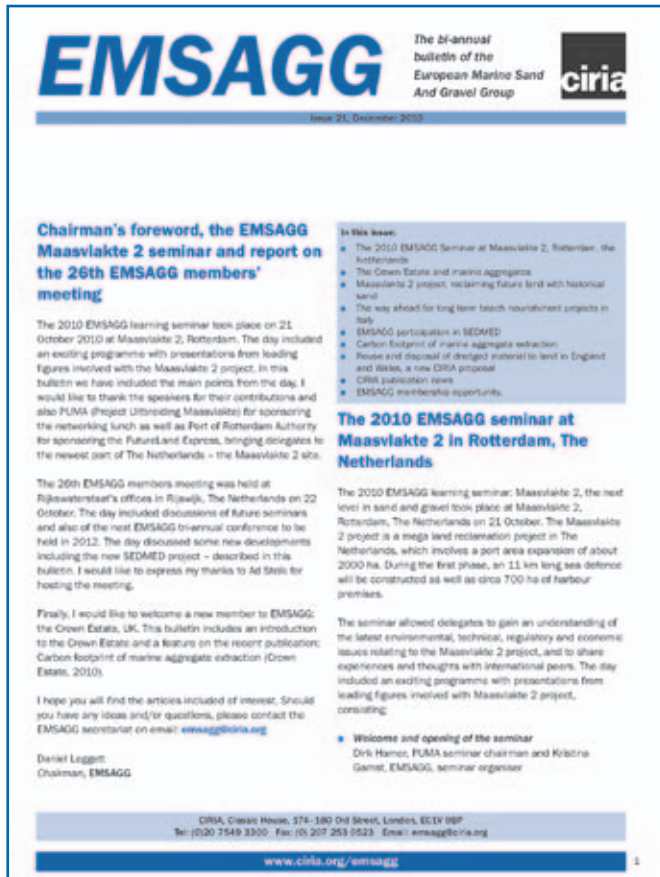 EMSAGG
The bi-annual
bulletin of the
European Marine Sand
And Gravel Group
ciria
Issue 21, December 2010
Chairman's foreword, the EMSAGG
Maasvlakte 2 seminar and report on
the 26th EMSAGG members'
meeting
The 2010 EMSAGG learning seminar took place on 21
October 2010 at Maasvlakte 2, Rotterdam. The day included
an exciting programme with presentations from leading
figures involved with the Maasvlakte 2 project. In this
bulletin we have included the main points from the day. I
would like to thank the speakers for their contributions and
also PUMA (Project Uitbreiding Maasvlakte) for sponsoring
the networking lunch as well as Port of Rotterdam Authority
for sponsoring the FutureLand Express, bringing delegates to
the newest part of The Netherlands – the Maasvlakte 2 site.
The 26th EMSAGG members meeting was held at
Rijkswaterstaat's offices in Rijswijk, The Netherlands on 22
October. The day included discussions of future seminars
and also of the next EMSAGG tri-annual conference to be
held in 2012. The day discussed some new developments
including the new SEDMED project – described in this
bulletin. I would like to express my thanks to Ad Stolk for
hosting the meeting.
Finally, I would like to welcome a new member to EMSAGG:
the Crown Estate, UK. This bulletin includes an introduction
to the Crown Estate and a feature on the recent publication:
Carbon footprint of marine aggregate extraction (Crown
Estate, 2010).
I hope you will find the articles included of interest. Should
you have any ideas and/or questions, please contact the
EMSAGG secretariat on email: emsagg@ciria.org
Daniel Leggett
Chairman, EMSAGG
In this issue:
The 2010 EMSAGG Seminar at Maasvlakte 2, Rotterdam, the
Netherlands
The Crown Estate and marine aggregates
Maasvlakte 2 project: reclaiming future land with historical
sand
The way ahead for long term beach nourishment projects in
Italy
EMSAGG participation in SEDMED
Carbon footprint of marine aggregate extraction
Reuse and disposal of dredged material to land in England
and Wales, a new CIRIA proposal
CIRIA publication news
EMSAGG membership opportunity.
The 2010 EMSAGG seminar at
Maasvlakte 2 in Rotterdam, The
Netherlands
The 2010 EMSAGG learning seminar: Maasvlakte 2, the next
level in sand and gravel took place at Maasvlakte 2,
Rotterdam, The Netherlands on 21 October. The Maasvlakte
2 project is a mega land reclamation project in The
Netherlands, which involves a port area expansion of about
2000 ha. During the first phase, an 11 km long sea defence
will be constructed as well as circa 700 ha of harbour
premises.
The seminar allowed delegates to gain an understanding of
the latest environmental, technical, regulatory and economic
issues relating to the Maasvlakte 2 project, and to share
experiences and thoughts with international peers. The day
included an exciting programme with presentations from
leading figures involved with Maasvlakte 2 project,
consisting:
Welcome and opening of the seminar
Dirk PUMA seminar chairman and Kristina
EMSAGG, seminar organiser
CIRIA, Classic House, 174–180 Old Street, London, EC1V 9BP
Tel: (0)20 7549 3300 Fax: (0) 207 253 0523 Email: emsagg@ciria.org
www.ciria.org/emsagg
1